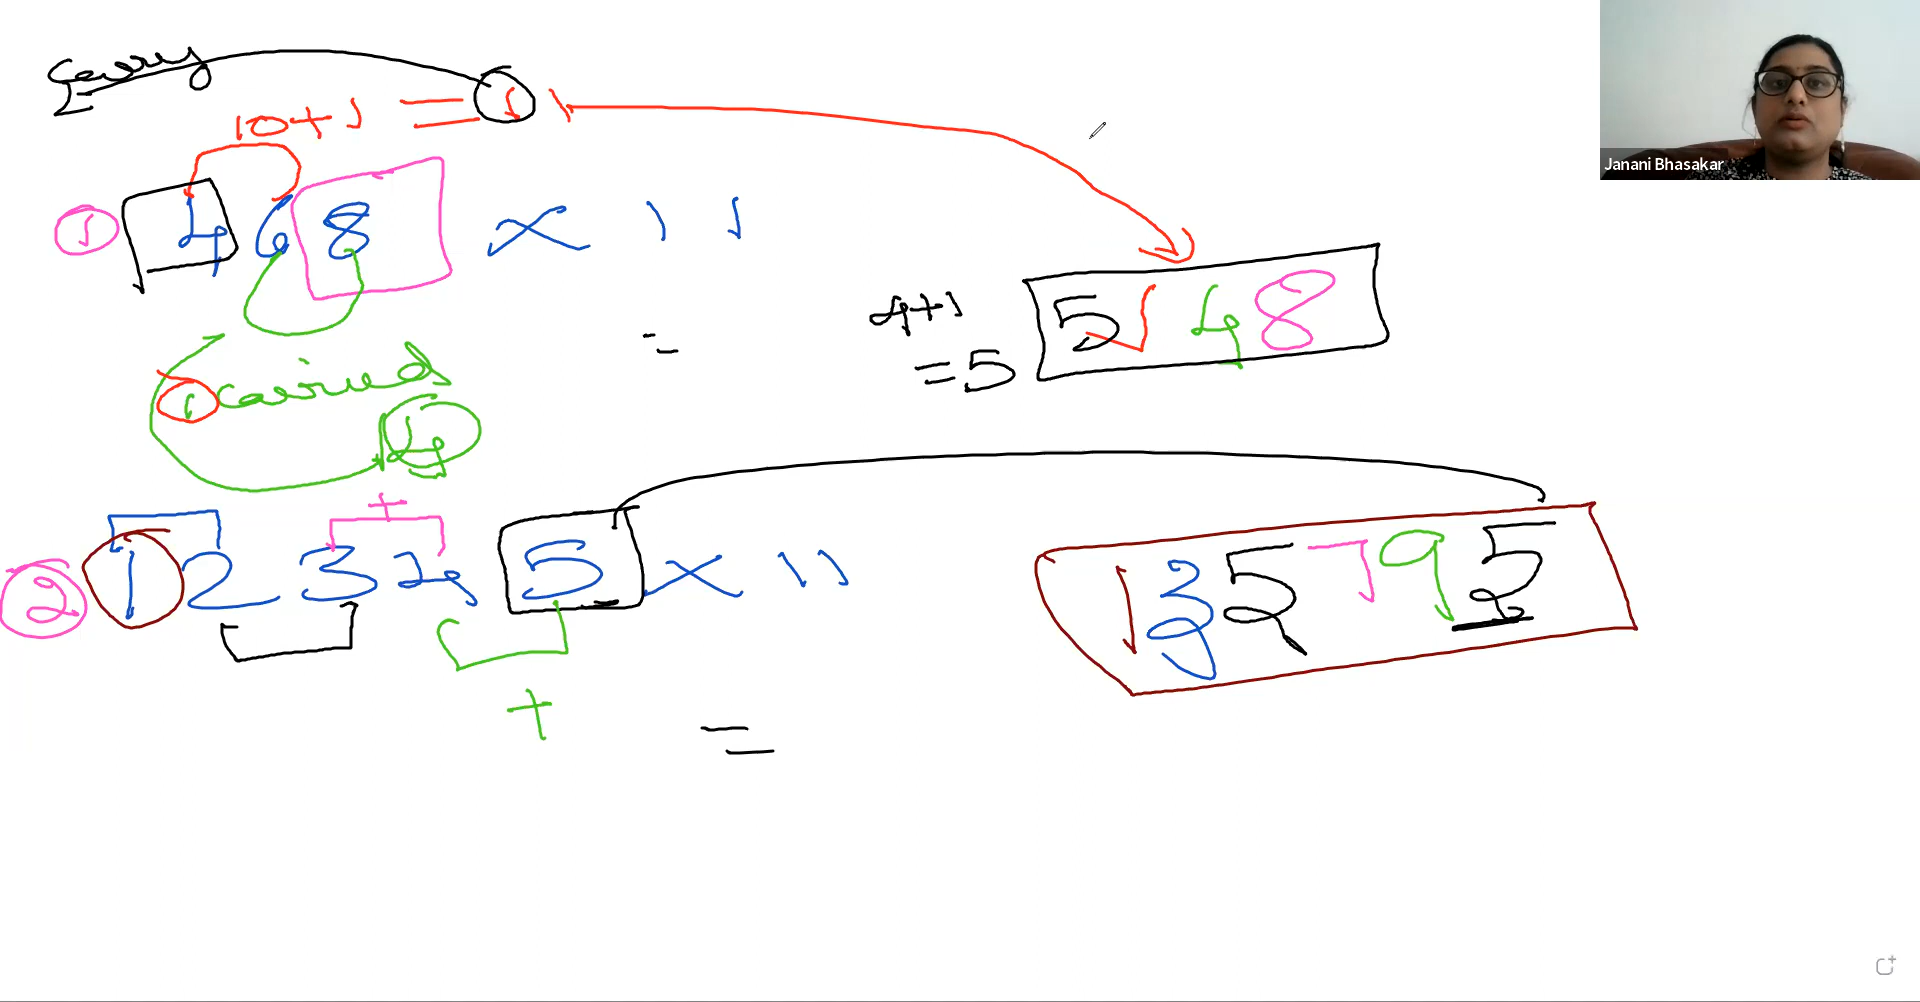 Carry
10+1 = 11
Janani Bhasakar
① 468 × 11
4+1
= 5148
= 5
① carried
4
+
② 12345 × 11
135795
+
=